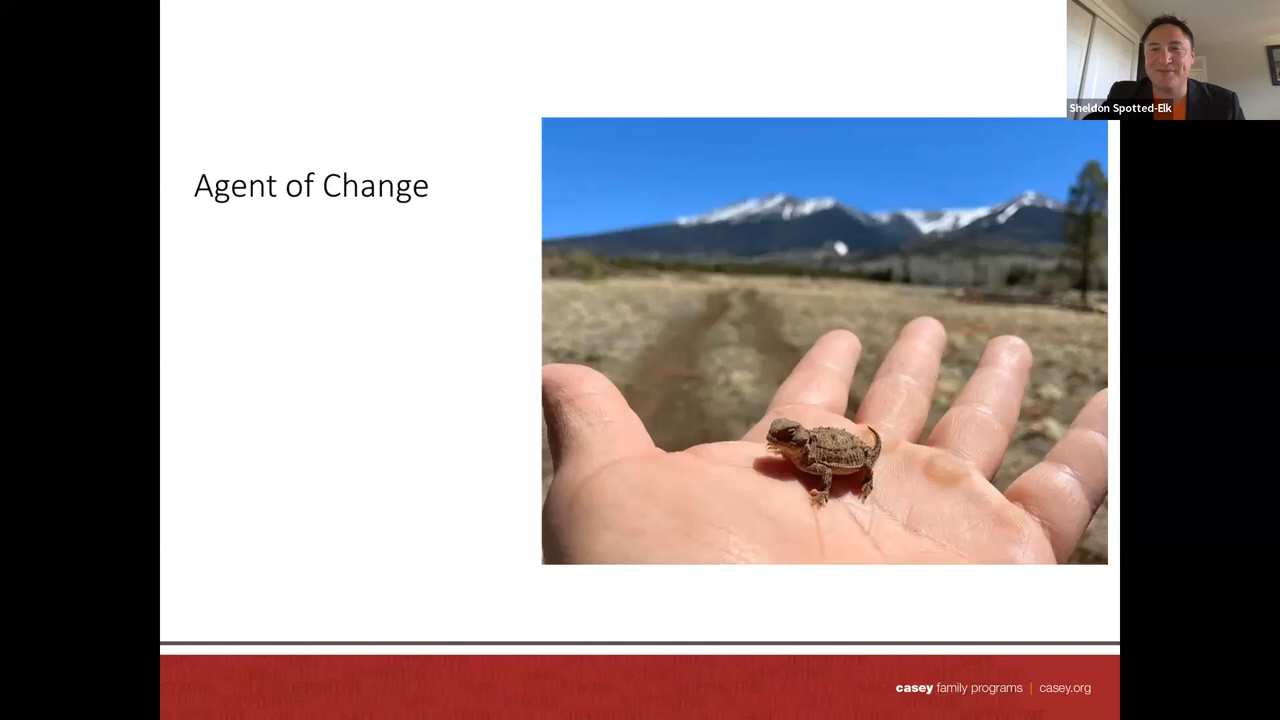 Sheldon Spotted-Elk
Agent of Change
casey family programs | casey.org